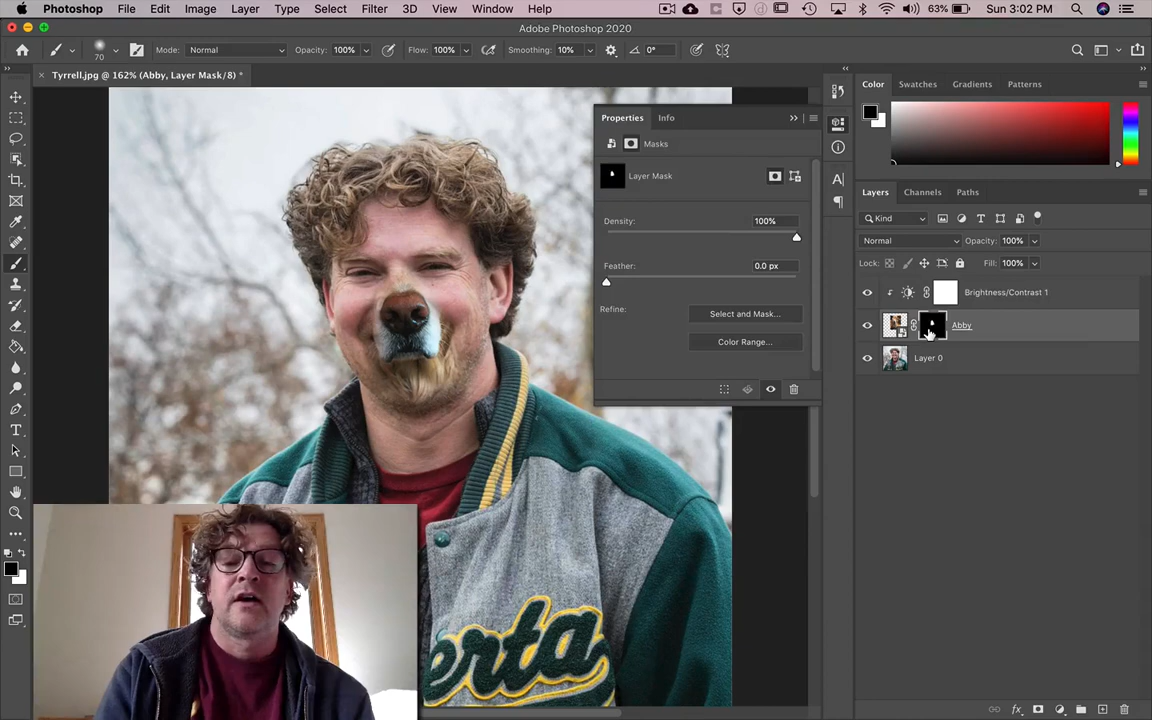 Photoshop File Edit Image Layer Type Select Filter 3D View Window Help 63% Sun 3:02 PM
Adobe Photoshop 2020
70 Mode: Normal Opacity: 100% Flow: 100% Smoothing: 10% 0°
Tyrrell.jpg @ 162% (Abby, Layer Mask/8) *
Properties Info
Masks
Layer Mask
Density: 100%
Feather: 0.0 px
Refine: Select and Mask...
Color Range...
Color Swatches Gradients Patterns
Layers Channels Paths
Kind
Normal Opacity: 100%
Lock: Fill: 100%
Brightness/Contrast 1
Abby
Layer 0
erta